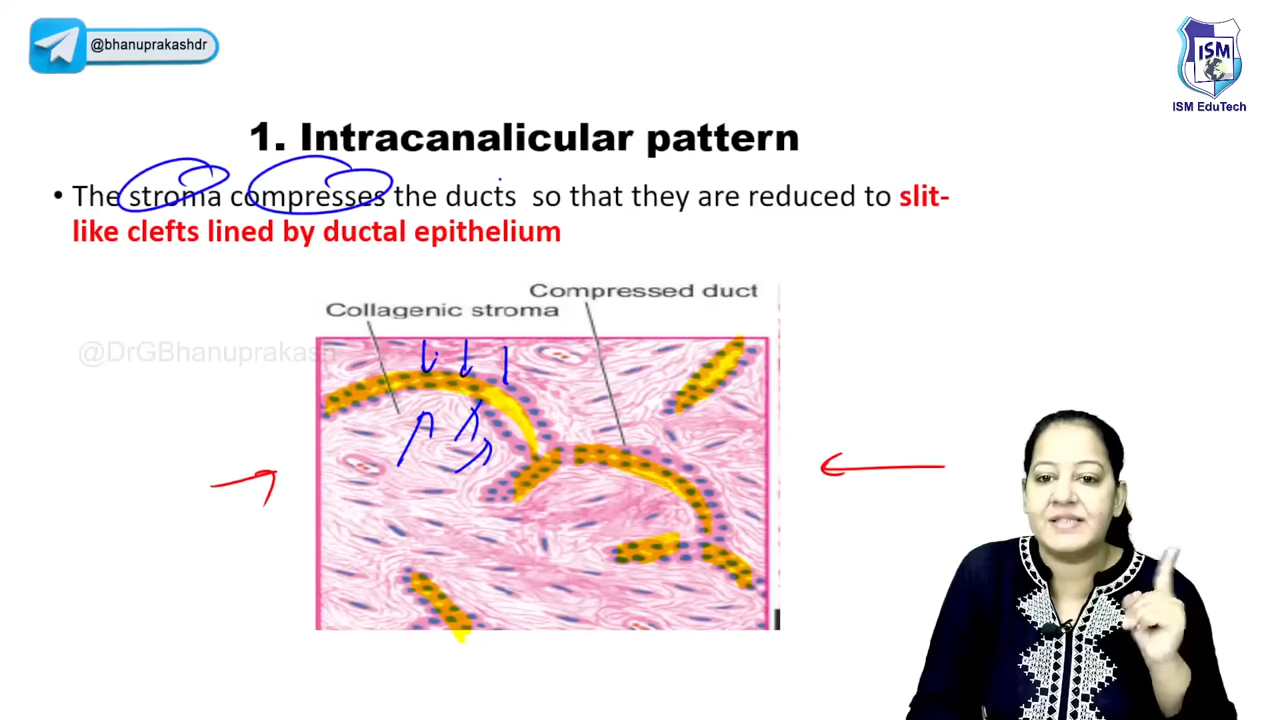 @bhanuprakashdr
ISM
ISM EduTech
1. Intracanalicular pattern
• The stroma compresses the ducts so that they are reduced to slit-
like clefts lined by ductal epithelium
Compressed duct
Collagenic stroma
@DrGBhanuprakash